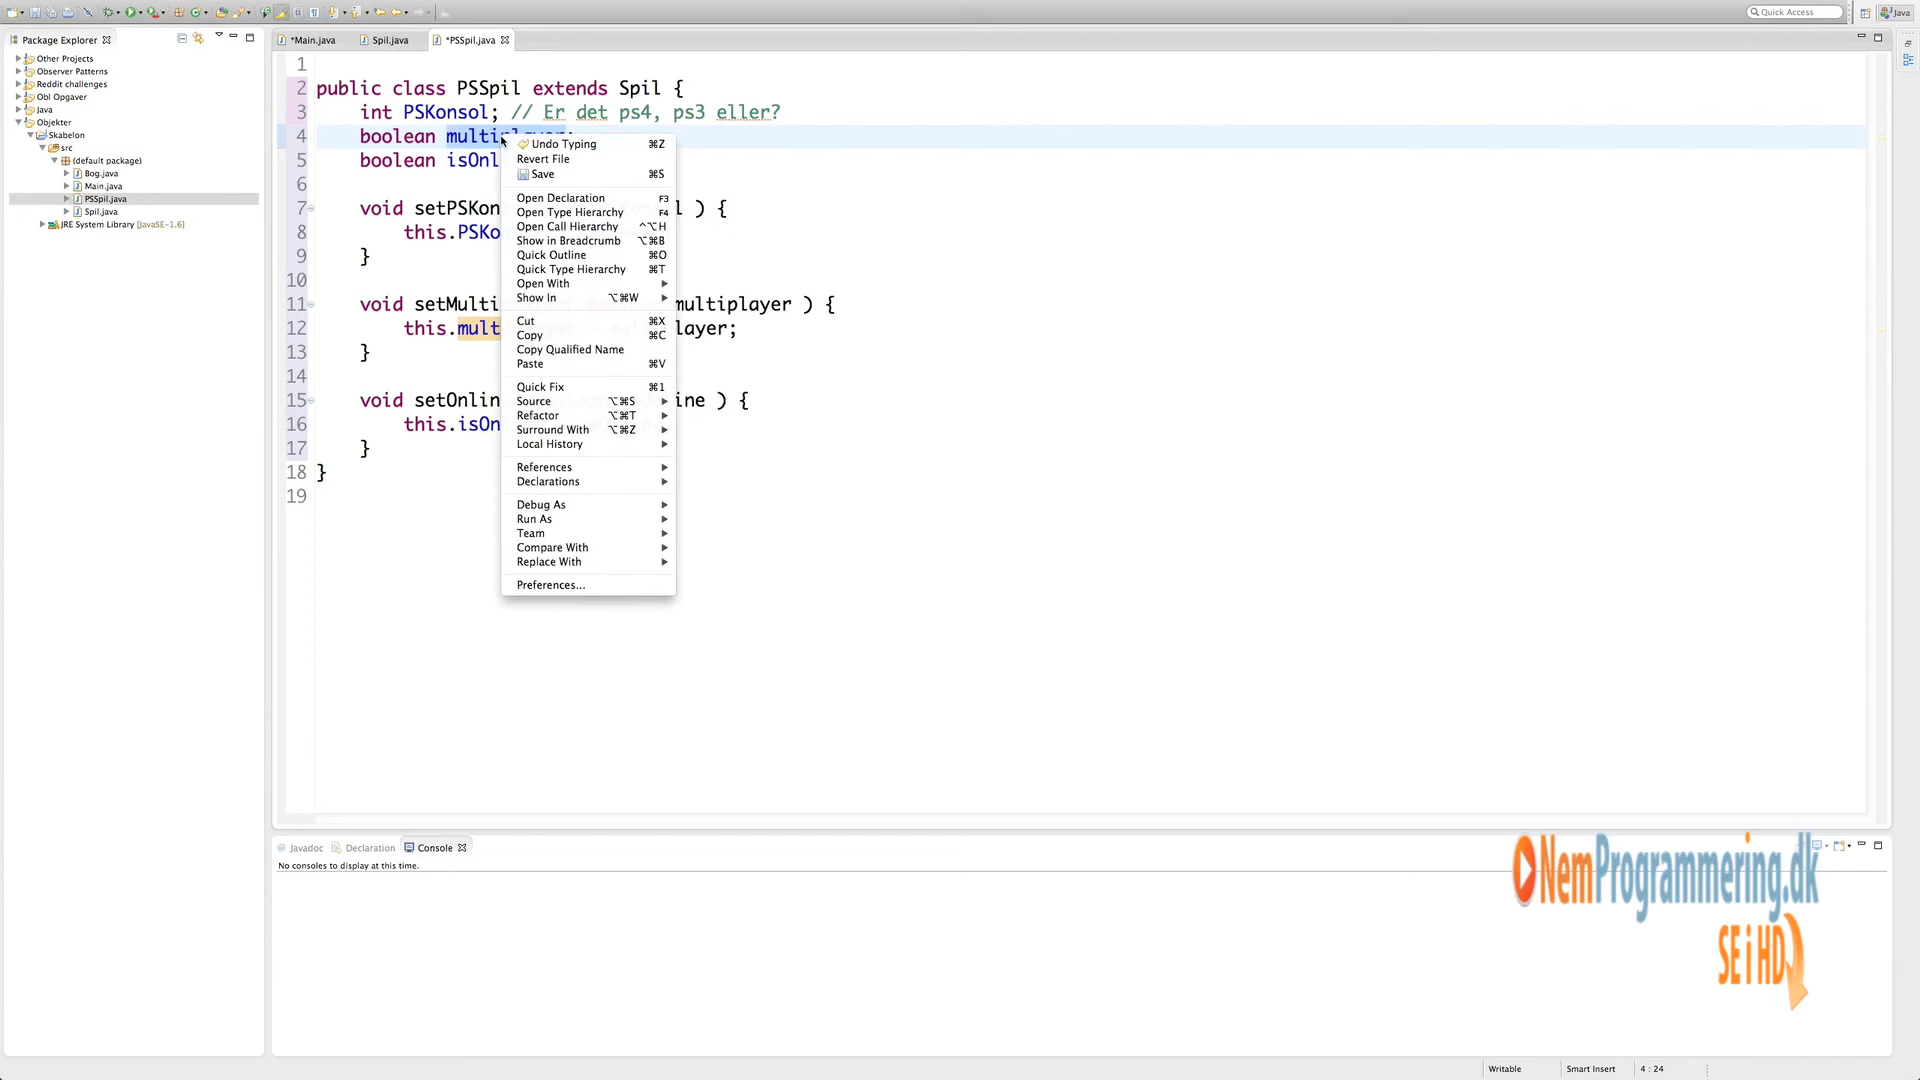 Quick Access
Java
Package Explorer
*Main.java
Spil.java
*PSSpil.java
Other Projects
Observer Patterns
Reddit challenges
Obl Opgaver
Java
Objekter
Skabelon
src
(default package)
Bog.java
Main.java
PSSpil.java
Spil.java
JRE System Library [JavaSE-1.6]
1
2 public class PSSpil extends Spil {
3 int PSKonsol; // Er det ps4, ps3 eller?
4 boolean
5 boolean isOnl
6
7 void setPSKon l ) {
8 this.PSKo
9 }
10
11 void setMulti multiplayer ) {
12 this.mult layer;
13 }
14
15 void setOnlin ine ) {
16 this.isOn
17 }
18 }
19
Undo Typing ⌘Z
Revert File
Save ⌘S
Open Declaration F3
Open Type Hierarchy F4
Open Call Hierarchy ^⌥H
Show in Breadcrumb ⌥⌘B
Quick Outline ⌘O
Quick Type Hierarchy ⌘T
Open With
Show In ⌥⌘W
Cut ⌘X
Copy ⌘C
Copy Qualified Name
Paste ⌘V
Quick Fix ⌘1
Source ⌥⌘S
Refactor ⌥⌘T
Surround With ⌥⌘Z
Local History
References
Declarations
Debug As
Run As
Team
Compare With
Replace With
Preferences...
Javadoc
Declaration
Console
No consoles to display at this time.
NemProgrammering.dk
SE i HD
Writable
Smart Insert
4 : 24